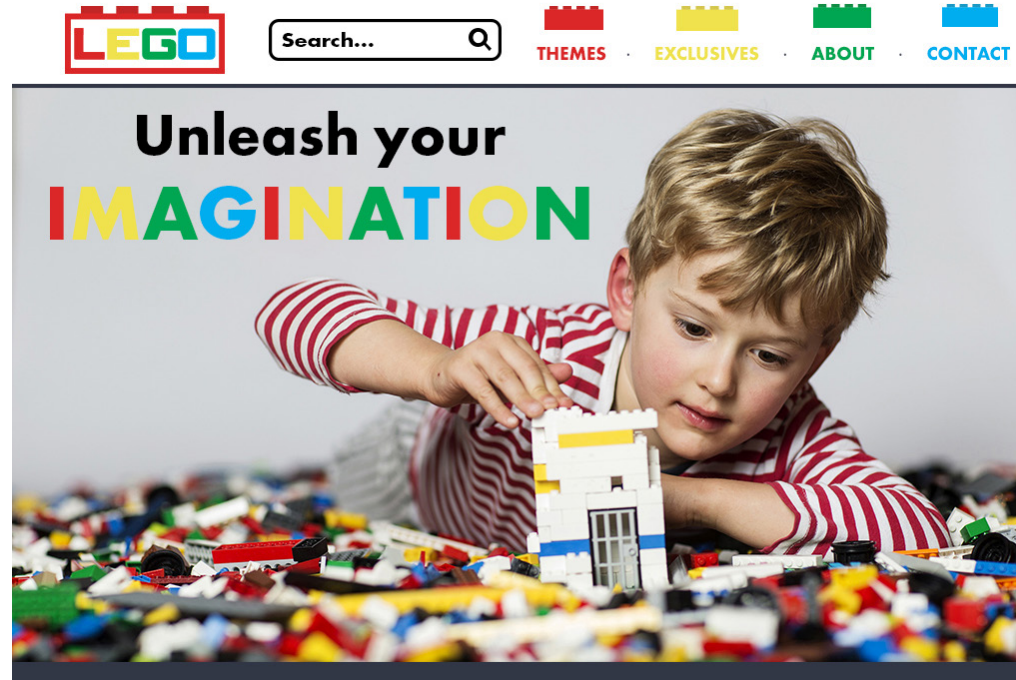 LEGO
Search...
THEMES · EXCLUSIVES · ABOUT · CONTACT
Unleash your
IMAGINATION